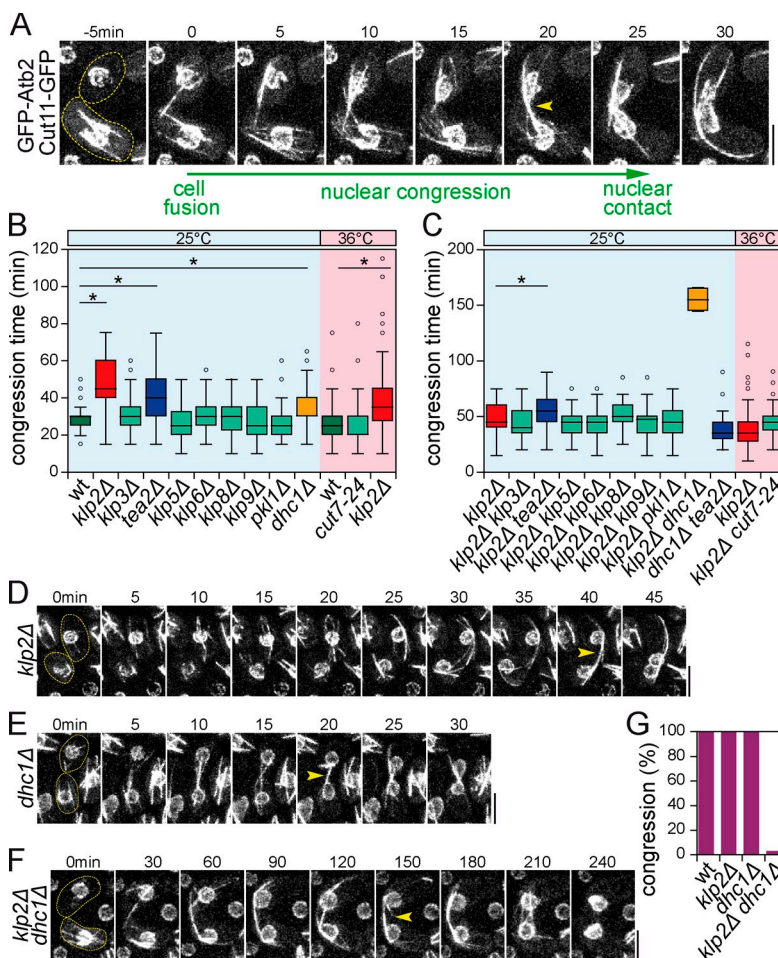 A
-5min 0 5 10 15 20 25 30
GFP-Atb2
Cut11-GFP
cell
fusion
nuclear congression
nuclear
contact
B
25°C 36°C
congression time (min)
120
100
80
60
40
20
0
* * * *
wt klp2Δ klp3Δ tea2Δ klp5Δ klp6Δ klp8Δ klp9Δ pkl1Δ dhc1Δ wt cut7-24 klp2Δ
C
25°C 36°C
congression time (min)
200
150
100
50
0
*
klp2Δ klp2Δ klp3Δ klp2Δ tea2Δ klp2Δ klp5Δ klp2Δ klp6Δ klp2Δ klp8Δ klp2Δ klp9Δ klp2Δ pkl1Δ klp2Δ dhc1Δ dhc1Δ tea2Δ klp2Δ klp2Δ cut7-24
D
0min 5 10 15 20 25 30 35 40 45
klp2Δ
E
0min 5 10 15 20 25 30
dhc1Δ
F
0min 30 60 90 120 150 180 210 240
klp2Δ
dhc1Δ
G
congression (%)
100
80
60
40
20
0
wt klp2Δ dhc1Δ klp2Δ dhc1Δ